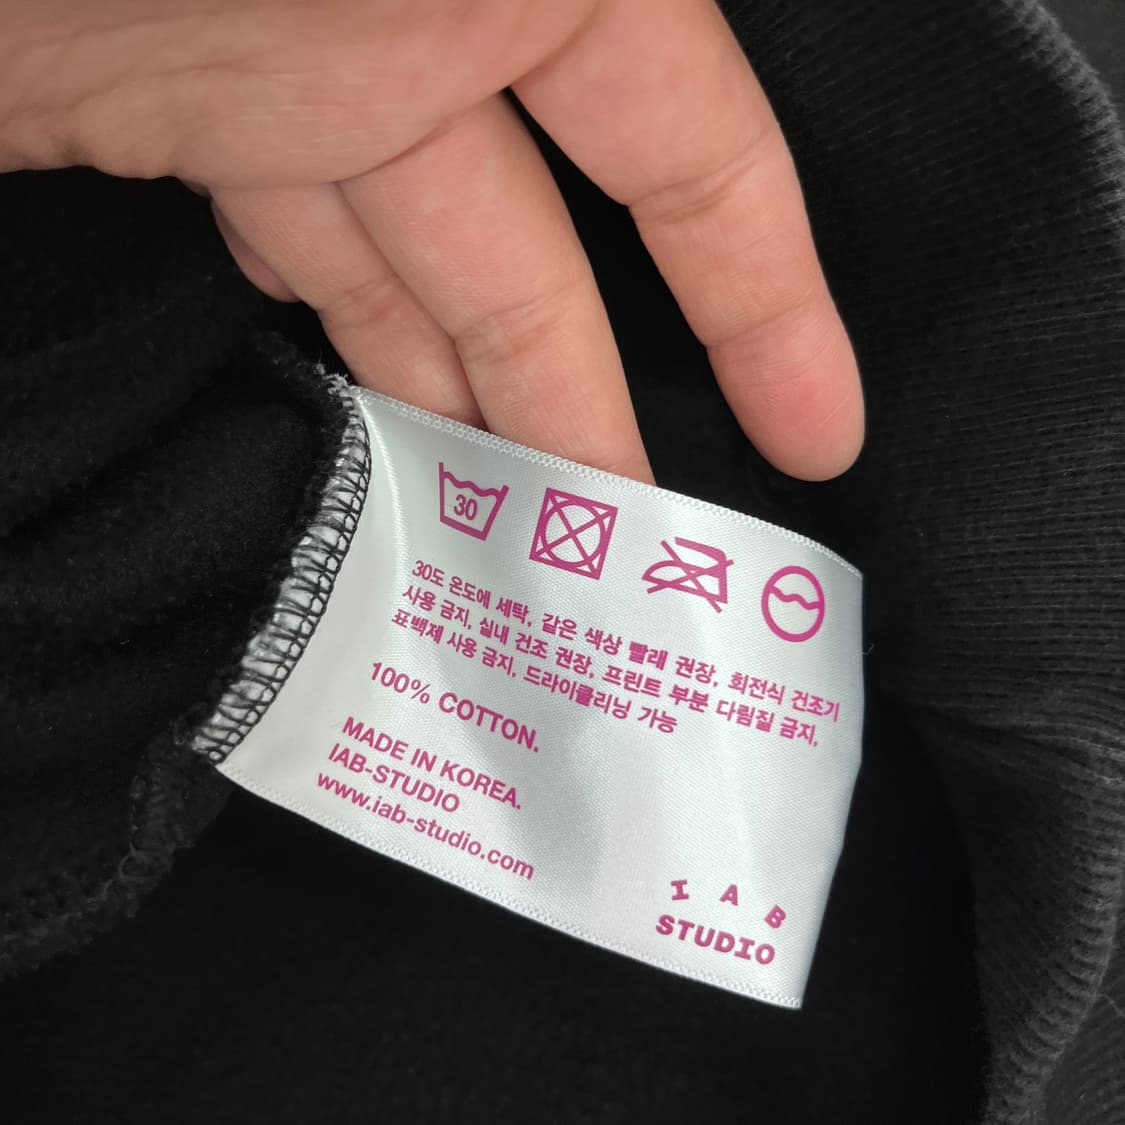 30
30도 온도에 세탁, 같은 색상 빨래 권장, 회전식 건조기
사용 금지, 실내 건조 권장, 프린트 부분 다림질 금지,
표백제 사용 금지, 드라이클리닝 가능
100% COTTON.
MADE IN KOREA.
IAB-STUDIO
www.iab-studio.com
I A B
STUDIO